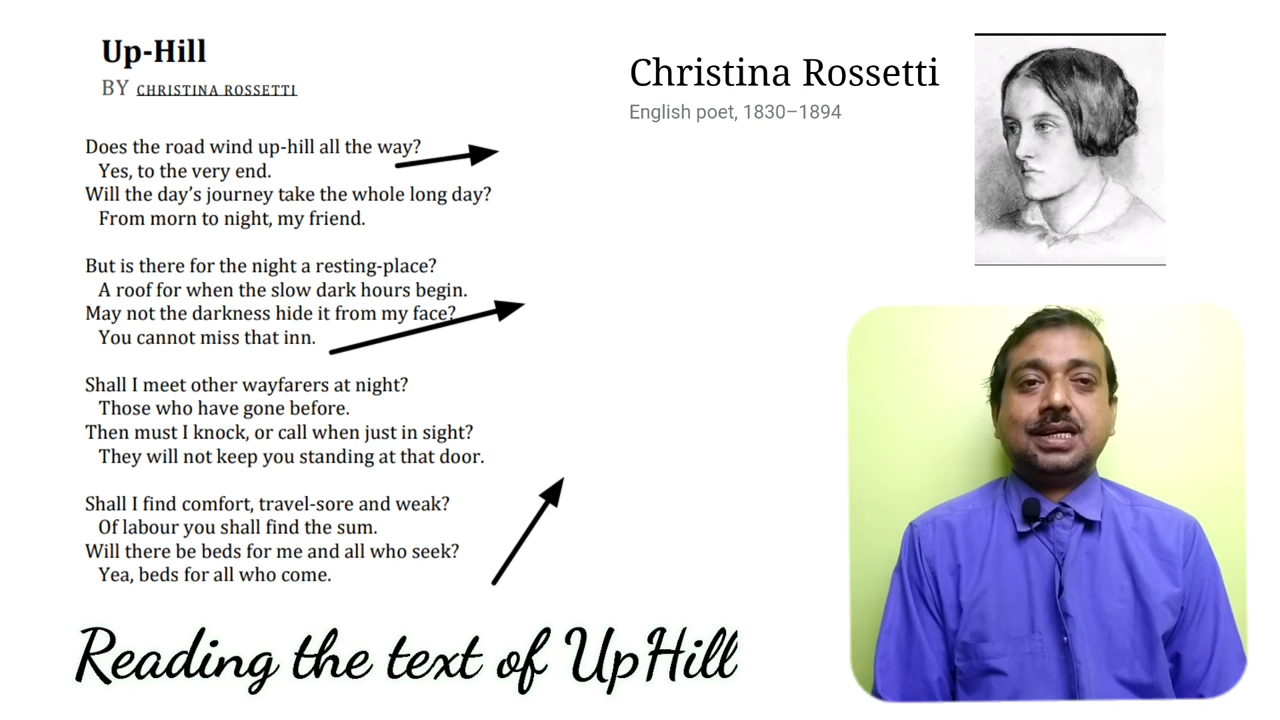 Up-Hill
BY CHRISTINA ROSSETTI
Does the road wind up-hill all the way?
Yes, to the very end.
Will the day’s journey take the whole long day?
From morn to night, my friend.
But is there for the night a resting-place?
A roof for when the slow dark hours begin.
May not the darkness hide it from my face?
You cannot miss that inn.
Shall I meet other wayfarers at night?
Those who have gone before.
Then must I knock, or call when just in sight?
They will not keep you standing at that door.
Shall I find comfort, travel-sore and weak?
Of labour you shall find the sum.
Will there be beds for me and all who seek?
Yea, beds for all who come.
Reading the text of UpHill
Christina Rossetti
English poet, 1830–1894